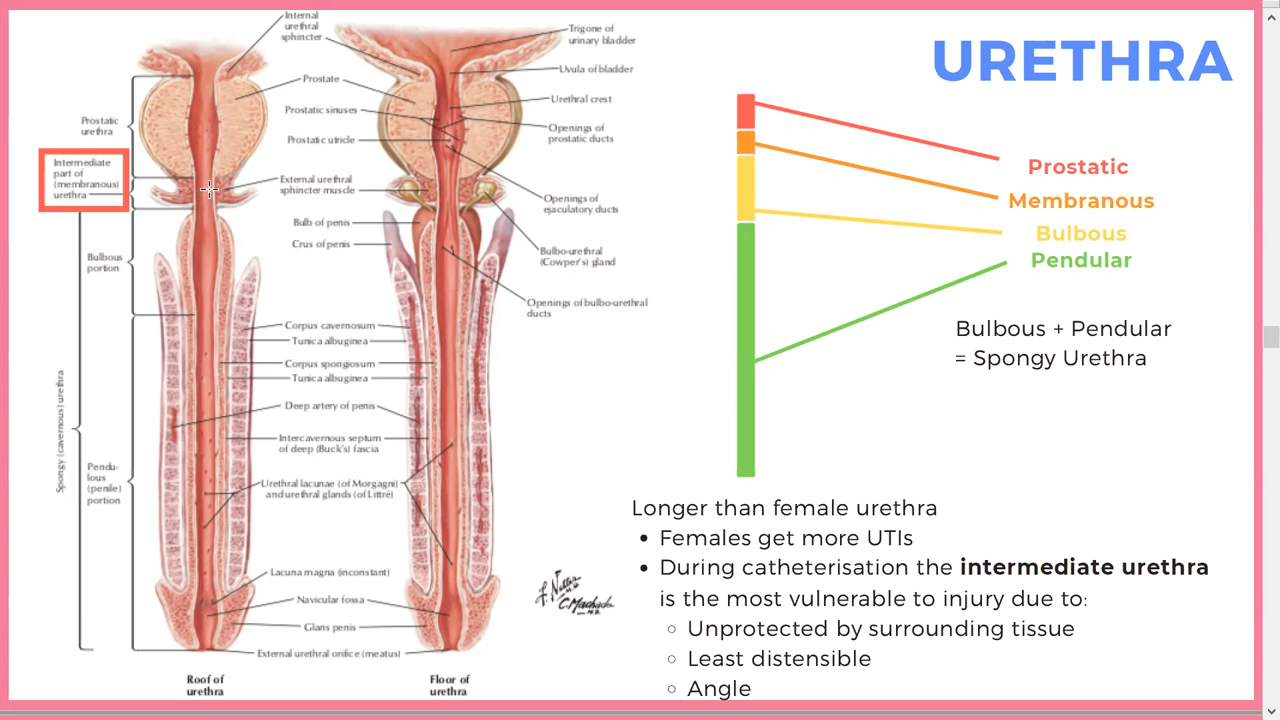 URETHRA
Internal
urethral
sphincter
Prostate
Prostatic sinuses
Prostatic utricle
External urethral
sphincter muscle
Bulb of penis
Crus of penis
Corpus cavernosum
Tunica albuginea
Corpus spongiosum
Tunica albuginea
Deep artery of penis
Intercavernous septum
of deep (Buck's) fascia
Urethral lacunae (of Morgagni)
and urethral glands (of Littré)
Lacuna magna (inconstant)
Navicular fossa
Glans penis
External urethral orifice (meatus)
Prostatic
urethra
Intermediate
part of
(membranous)
urethra
Bulbous
portion
Spongy (cavernous) urethra
Pendu-
lous
(penile)
portion
Roof of
urethra
Trigone of
urinary bladder
Uvula of bladder
Urethral crest
Openings of
prostatic ducts
Openings of
ejaculatory ducts
Bulbo-urethral
(Cowper's) gland
Openings of bulbo-urethral
ducts
Floor of
urethra
F. Netter
M.D.
C. Machado
M.D.
Prostatic
Membranous
Bulbous
Pendular
Bulbous + Pendular
= Spongy Urethra
Longer than female urethra
• Females get more UTIs
• During catheterisation the intermediate urethra
is the most vulnerable to injury due to:
○ Unprotected by surrounding tissue
○ Least distensible
○ Angle